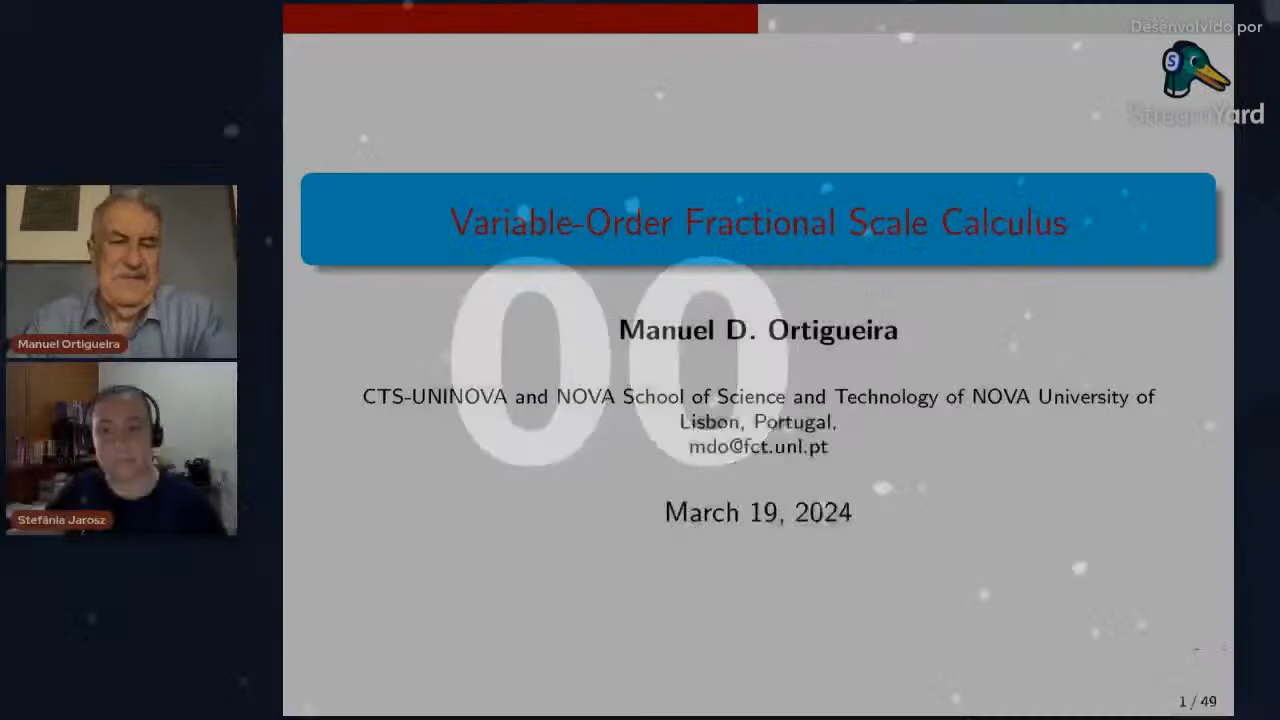 Desenvolvido por
StreamYard
Variable-Order Fractional Scale Calculus
00
Manuel D. Ortigueira
CTS-UNINOVA and NOVA School of Science and Technology of NOVA University of
Lisbon, Portugal,
mdo@fct.unl.pt
March 19, 2024
1 / 49
Manuel Ortigueira
Stefânia Jarosz